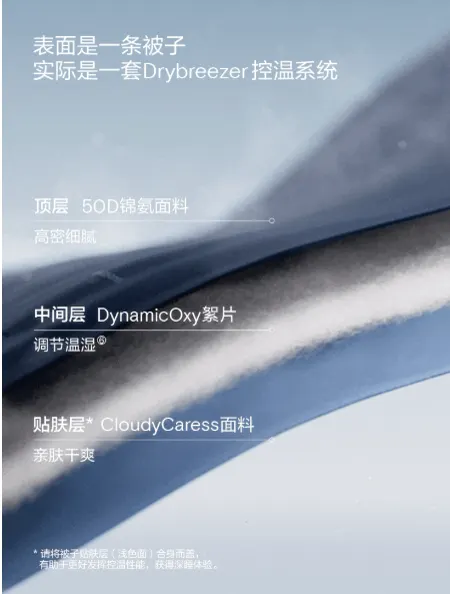 表面是一条被子
实际是一套Drybreezer控温系统
顶层 50D锦氨面料
高密细腻
中间层 DynamicOxy絮片
调节温湿⑥
贴肤层* CloudyCaress面料
亲肤干爽
* 请将被子贴肤层（浅色面）合身而盖，
有助于更好发挥控温性能，获得深睡体验。